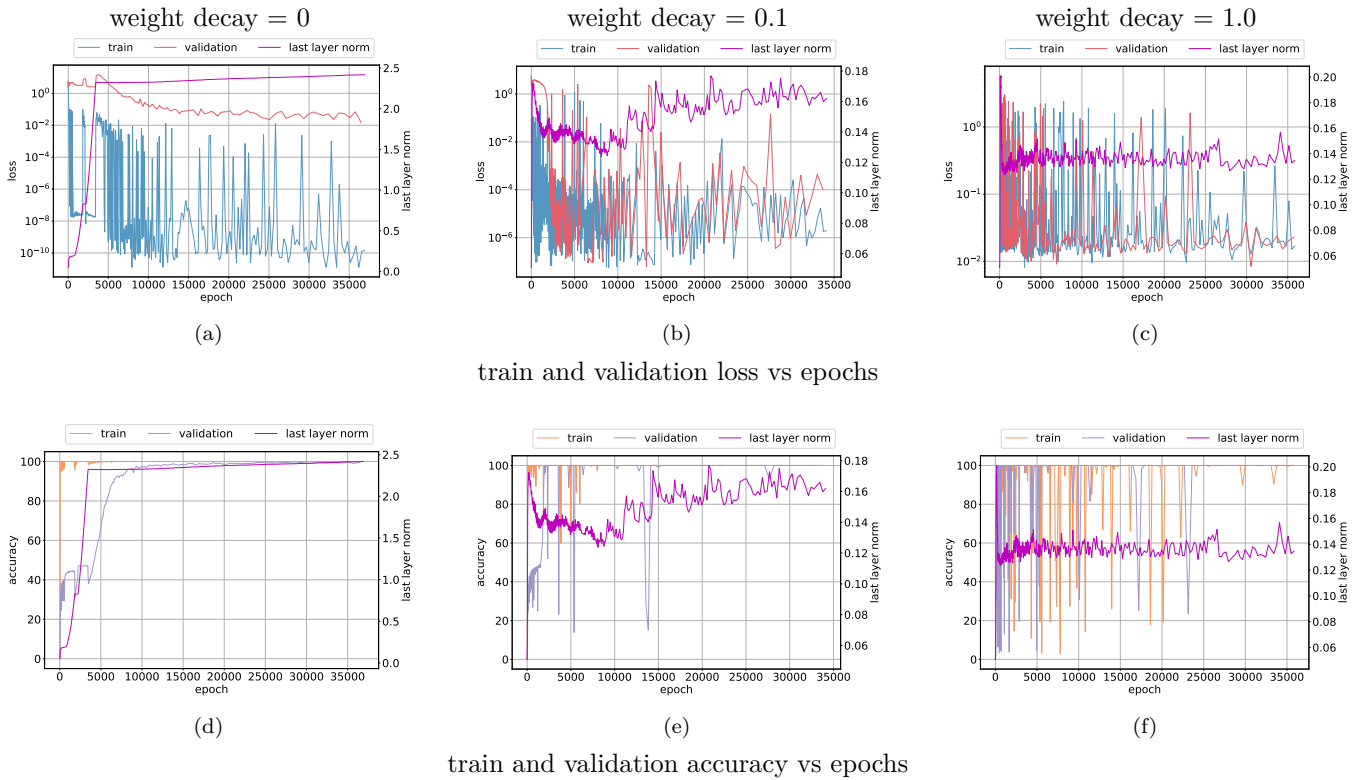 weight decay = 0
weight decay = 0.1
weight decay = 1.0
train validation last layer norm
10⁰
10⁻²
10⁻⁴
10⁻⁶
10⁻⁸
10⁻¹⁰
loss
2.5
2.0
1.5
1.0
0.5
0.0
last layer norm
0 5000 10000 15000 20000 25000 30000 35000
epoch
(a)
train validation last layer norm
10⁰
10⁻²
10⁻⁴
10⁻⁶
loss
0.18
0.16
0.14
0.12
0.10
0.08
0.06
last layer norm
0 5000 10000 15000 20000 25000 30000 35000
epoch
(b)
train validation last layer norm
10⁰
10⁻¹
10⁻²
loss
0.20
0.18
0.16
0.14
0.12
0.10
0.08
0.06
last layer norm
0 5000 10000 15000 20000 25000 30000 35000
epoch
(c)
train and validation loss vs epochs
train validation last layer norm
100
80
60
40
20
0
accuracy
2.5
2.0
1.5
1.0
0.5
0.0
last layer norm
0 5000 10000 15000 20000 25000 30000 35000
epoch
(d)
train validation last layer norm
100
80
60
40
20
0
accuracy
0.18
0.16
0.14
0.12
0.10
0.08
0.06
last layer norm
0 5000 10000 15000 20000 25000 30000 35000
epoch
(e)
train validation last layer norm
100
80
60
40
20
0
accuracy
0.20
0.18
0.16
0.14
0.12
0.10
0.08
0.06
last layer norm
0 5000 10000 15000 20000 25000 30000 35000
epoch
(f)
train and validation accuracy vs epochs